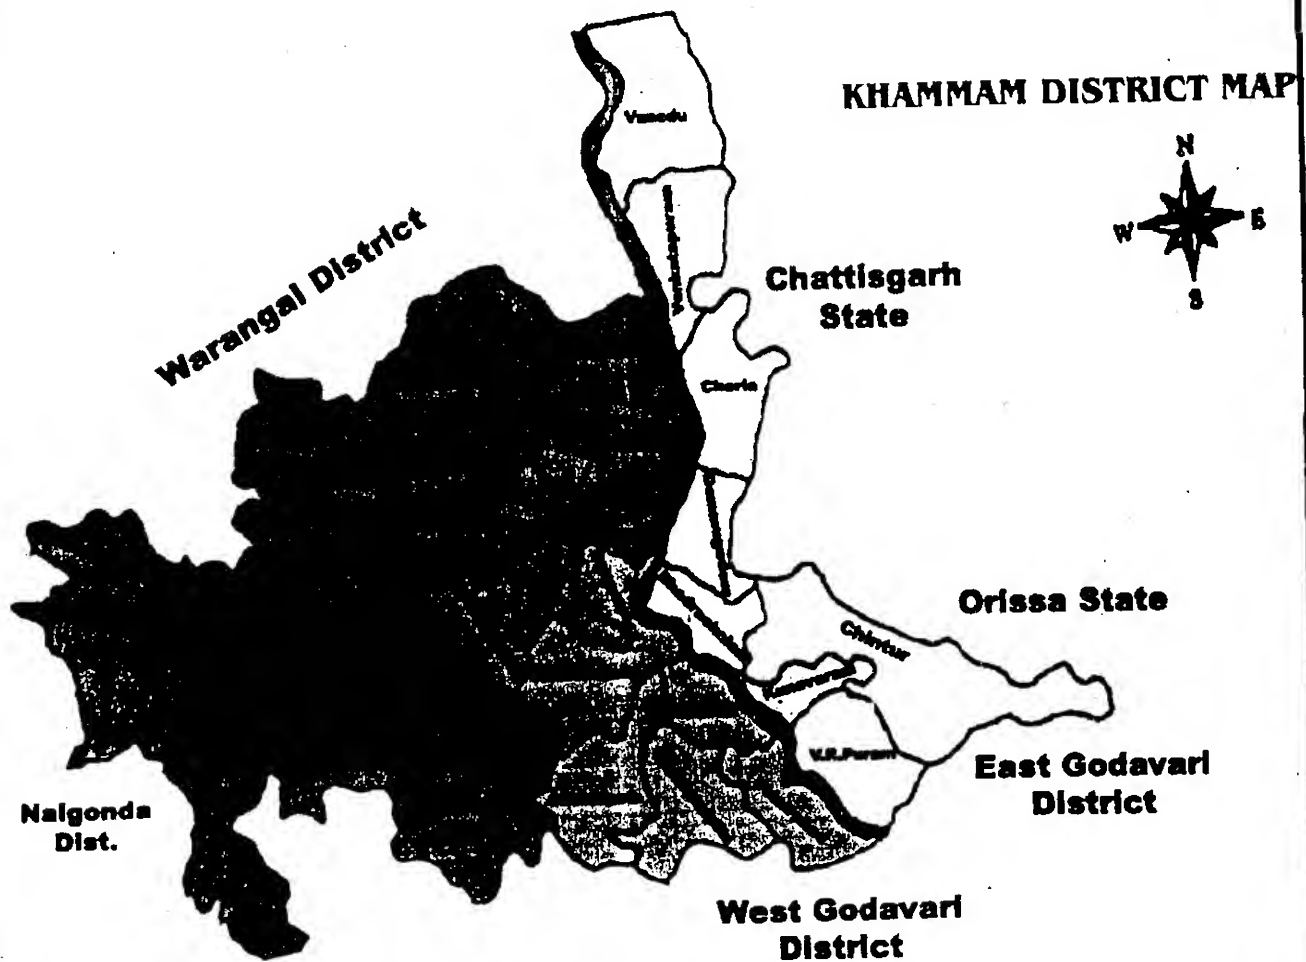 KHAMMAM DISTRICT MAP
N
W
E
S
Warangal District
Chattisgarh
State
Cherla
Orissa State
Chintur
V.R.Puram
East Godavari
District
Nalgonda
Dist.
West Godavari
District